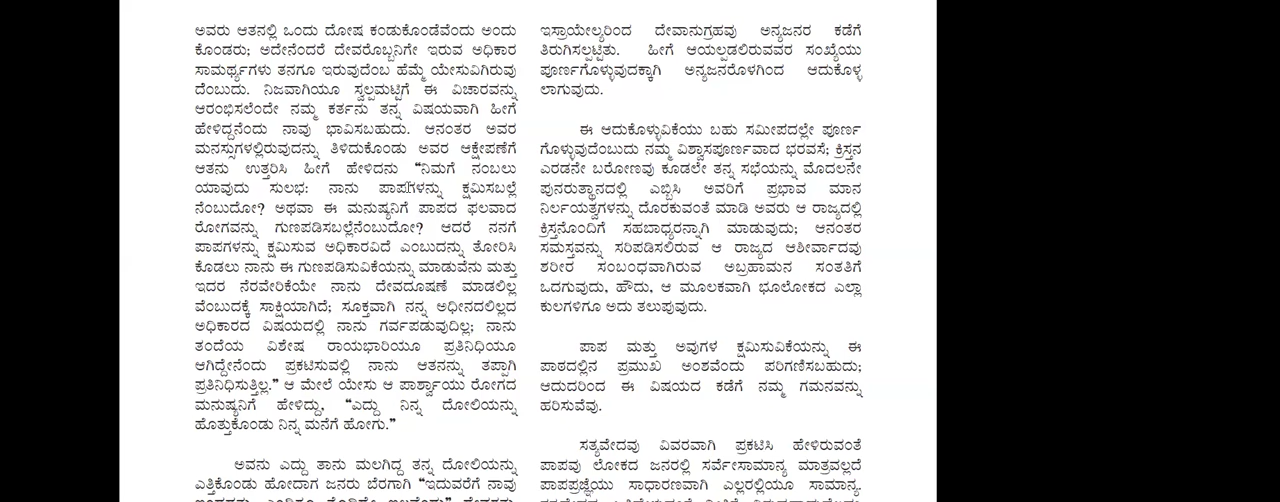 ಅವರು ಆತನಲ್ಲಿ ಒಂದು ದೋಷ ಕಂಡುಕೊಂಡೆವೆಂದು ಅಂದು
ಕೊಂಡರು; ಅದೇನೆಂದರೆ ದೇವರೊಬ್ಬನಿಗೇ ಇರುವ ಅಧಿಕಾರ
ಸಾಮರ್ಥ್ಯಗಳು ತನಗೂ ಇರುವುದೆಂಬ ಹೆಮ್ಮೆ ಯೇಸುವಿಗಿರುವು
ದೆಂಬುದು. ನಿಜವಾಗಿಯೂ ಸ್ವಲ್ಪಮಟ್ಟಿಗೆ ಈ ವಿಚಾರವನ್ನು
ಆರಂಭಿಸಲೆಂದೇ ನಮ್ಮ ಕರ್ತನು ತನ್ನ ವಿಷಯವಾಗಿ ಹೀಗೆ
ಹೇಳಿದ್ದನೆಂದು ನಾವು ಭಾವಿಸಬಹುದು. ಆನಂತರ ಅವರ
ಮನಸ್ಸುಗಳಲ್ಲಿರುವುದನ್ನು ತಿಳಿದುಕೊಂಡು ಅವರ ಆಕ್ಷೇಪಣೆಗೆ
ಆತನು ಉತ್ತರಿಸಿ ಹೀಗೆ ಹೇಳಿದನು “ನಿಮಗೆ ನಂಬಲು
ಯಾವುದು ಸುಲಭ: ನಾನು ಪಾಪಗಳನ್ನು ಕ್ಷಮಿಸಬಲ್ಲೆ
ನೆಂಬುದೋ? ಅಥವಾ ಈ ಮನುಷ್ಯನಿಗೆ ಪಾಪದ ಫಲವಾದ
ರೋಗವನ್ನು ಗುಣಪಡಿಸಬಲ್ಲೆನೆಂಬುದೋ? ಆದರೆ ನನಗೆ
ಪಾಪಗಳನ್ನು ಕ್ಷಮಿಸುವ ಅಧಿಕಾರವಿದೆ ಎಂಬುದನ್ನು ತೋರಿಸಿ
ಕೊಡಲು ನಾನು ಈ ಗುಣಪಡಿಸುವಿಕೆಯನ್ನು ಮಾಡುವೆನು ಮತ್ತು
ಇದರ ನೆರವೇರಿಕೆಯೇ ನಾನು ದೇವದೂಷಣೆ ಮಾಡಲಿಲ್ಲ
ವೆಂಬುದಕ್ಕೆ ಸಾಕ್ಷಿಯಾಗಿದೆ; ಸೂಕ್ತವಾಗಿ ನನ್ನ ಅಧೀನದಲಿಲ್ಲದ
ಅಧಿಕಾರದ ವಿಷಯದಲ್ಲಿ ನಾನು ಗರ್ವಪಡುವುದಿಲ್ಲ; ನಾನು
ತಂದೆಯ ವಿಶೇಷ ರಾಯಭಾರಿಯೂ ಪ್ರತಿನಿಧಿಯೂ
ಆಗಿದ್ದೇನೆಂದು ಪ್ರಕಟಿಸುವಲ್ಲಿ ನಾನು ಆತನನ್ನು ತಪ್ಪಾಗಿ
ಪ್ರತಿನಿಧಿಸುತ್ತಿಲ್ಲ.” ಆ ಮೇಲೆ ಯೇಸು ಆ ಪಾರ್ಶ್ವಾಯು ರೋಗದ
ಮನುಷ್ಯನಿಗೆ ಹೇಳಿದ್ದು, “ಎದ್ದು ನಿನ್ನ ದೋಲಿಯನ್ನು
ಹೊತ್ತುಕೊಂಡು ನಿನ್ನ ಮನೆಗೆ ಹೋಗು.”
ಅವನು ಎದ್ದು ತಾನು ಮಲಗಿದ್ದ ತನ್ನ ದೋಲಿಯನ್ನು
ಎತ್ತಿಕೊಂಡು ಹೋದಾಗ ಜನರು ಬೆರಗಾಗಿ “ಇದುವರೆಗೆ ನಾವು
ಇಸ್ರಾಯೇಲ್ಯರಿಂದ ದೇವಾನುಗ್ರಹವು ಅನ್ಯಜನರ ಕಡೆಗೆ
ತಿರುಗಿಸಲ್ಪಟ್ಟಿತು. ಹೀಗೆ ಆಯಲ್ಪಡಲಿರುವವರ ಸಂಖ್ಯೆಯು
ಪೂರ್ಣಗೊಳ್ಳುವುದಕ್ಕಾಗಿ ಅನ್ಯಜನರೊಳಗಿಂದ ಆದುಕೊಳ್ಳ
ಲಾಗುವುದು.
ಈ ಆದುಕೊಳ್ಳುವಿಕೆಯು ಬಹು ಸಮೀಪದಲ್ಲೇ ಪೂರ್ಣ
ಗೊಳ್ಳುವುದೆಂಬುದು ನಮ್ಮ ವಿಶ್ವಾಸಪೂರ್ಣವಾದ ಭರವಸೆ; ಕ್ರಿಸ್ತನ
ಎರಡನೇ ಬರೋಣವು ಕೂಡಲೇ ತನ್ನ ಸಭೆಯನ್ನು ಮೊದಲನೇ
ಪುನರುತ್ಥಾನದಲ್ಲಿ ಎಬ್ಬಿಸಿ ಅವರಿಗೆ ಪ್ರಭಾವ ಮಾನ
ನಿರ್ಲಯತ್ವಗಳನ್ನು ದೊರಕುವಂತೆ ಮಾಡಿ ಅವರು ಆ ರಾಜ್ಯದಲ್ಲಿ
ಕ್ರಿಸ್ತನೊಂದಿಗೆ ಸಹಬಾಧ್ಯರನ್ನಾಗಿ ಮಾಡುವುದು; ಆನಂತರ
ಸಮಸ್ತವನ್ನು ಸರಿಪಡಿಸಲಿರುವ ಆ ರಾಜ್ಯದ ಆಶೀರ್ವಾದವು
ಶರೀರ ಸಂಬಂಧವಾಗಿರುವ ಅಬ್ರಹಾಮನ ಸಂತತಿಗೆ
ಒದಗುವುದು, ಹೌದು, ಆ ಮೂಲಕವಾಗಿ ಭೂಲೋಕದ ಎಲ್ಲಾ
ಕುಲಗಳಿಗೂ ಅದು ತಲುಪುವುದು.
ಪಾಪ ಮತ್ತು ಅವುಗಳ ಕ್ಷಮಿಸುವಿಕೆಯನ್ನು ಈ
ಪಾಠದಲ್ಲಿನ ಪ್ರಮುಖ ಅಂಶವೆಂದು ಪರಿಗಣಿಸಬಹುದು;
ಆದುದರಿಂದ ಈ ವಿಷಯದ ಕಡೆಗೆ ನಮ್ಮ ಗಮನವನ್ನು
ಹರಿಸುವೆವು.
ಸತ್ಯವೇದವು ವಿವರವಾಗಿ ಪ್ರಕಟಿಸಿ ಹೇಳಿರುವಂತೆ
ಪಾಪವು ಲೋಕದ ಜನರಲ್ಲಿ ಸರ್ವೇಸಾಮಾನ್ಯ ಮಾತ್ರವಲ್ಲದೆ
ಪಾಪಪ್ರಜ್ಞೆಯು ಸಾಧಾರಣವಾಗಿ ಎಲ್ಲರಲ್ಲಿಯೂ ಸಾಮಾನ್ಯ.